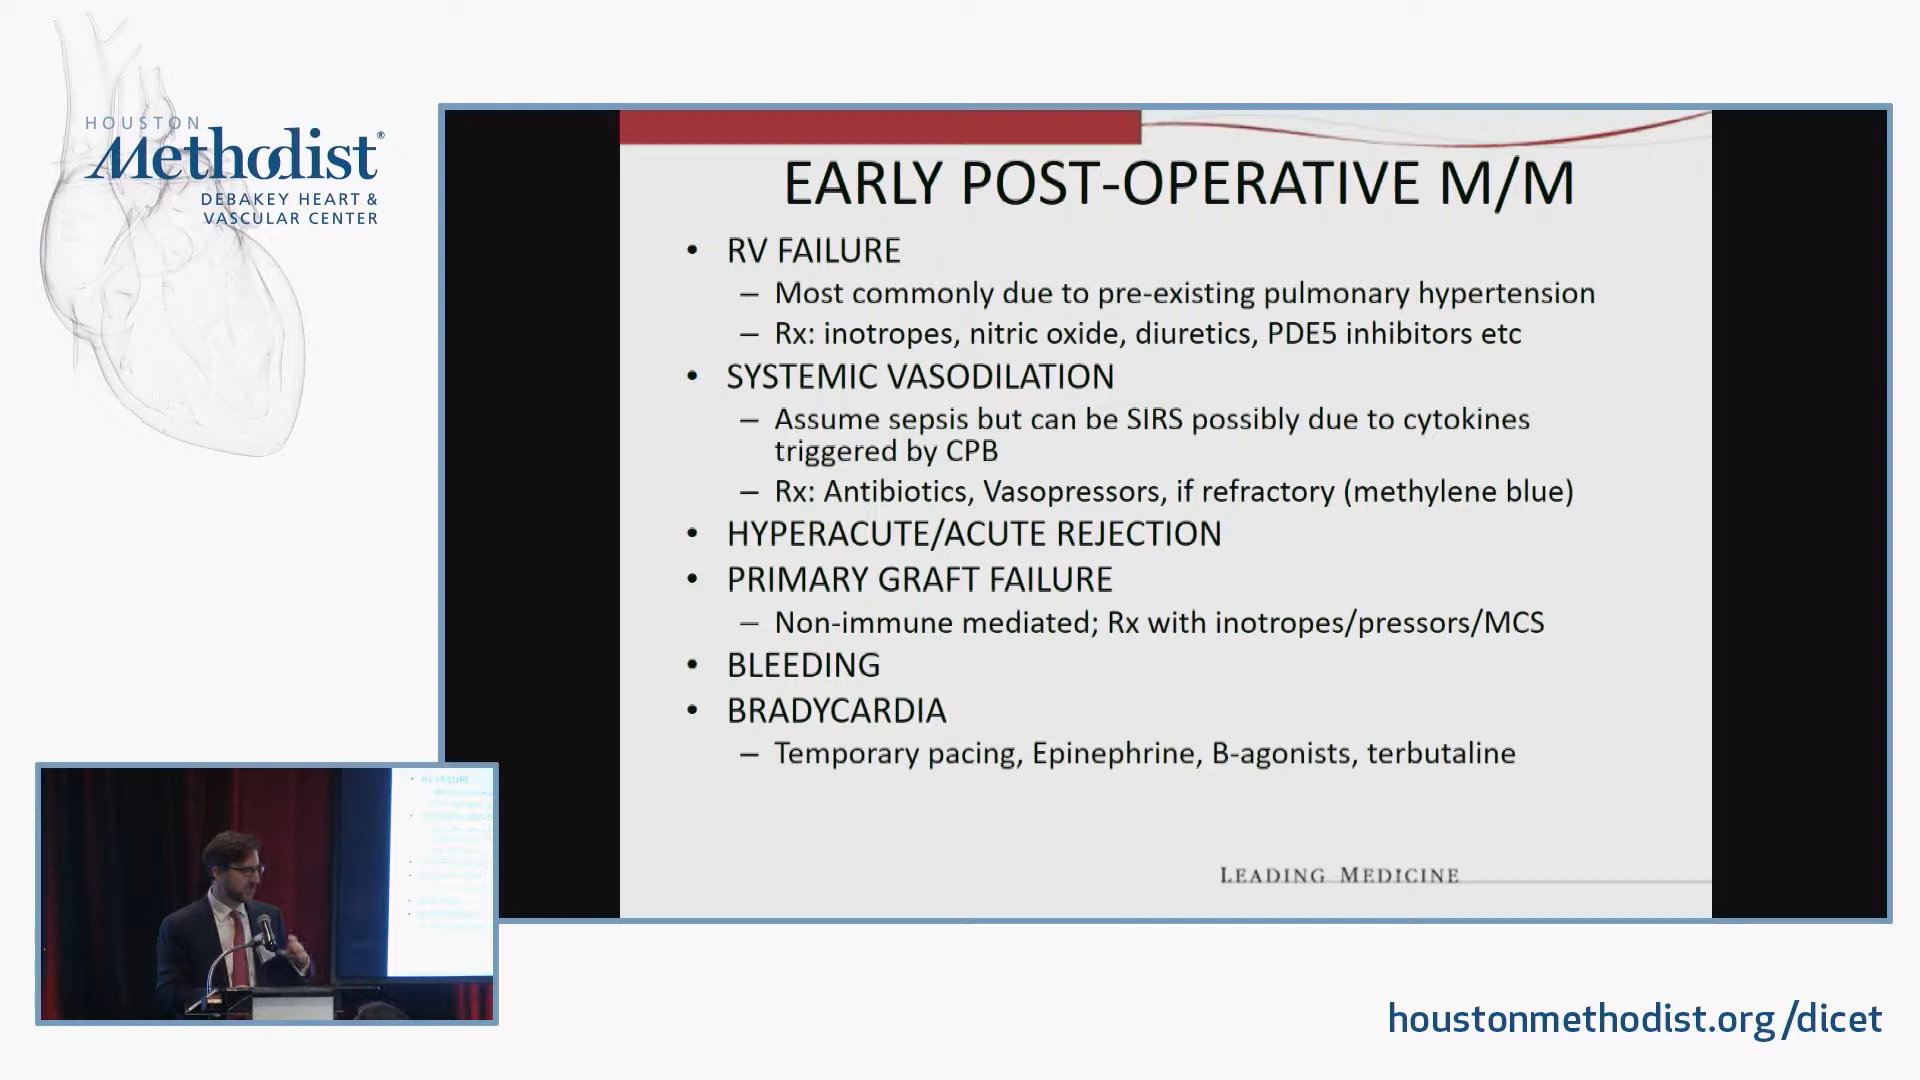 HOUSTON
Methodist®
DEBAKEY HEART &
VASCULAR CENTER
EARLY POST-OPERATIVE M/M
• RV FAILURE
– Most commonly due to pre-existing pulmonary hypertension
– Rx: inotropes, nitric oxide, diuretics, PDE5 inhibitors etc
• SYSTEMIC VASODILATION
– Assume sepsis but can be SIRS possibly due to cytokines
triggered by CPB
– Rx: Antibiotics, Vasopressors, if refractory (methylene blue)
• HYPERACUTE/ACUTE REJECTION
• PRIMARY GRAFT FAILURE
– Non-immune mediated; Rx with inotropes/pressors/MCS
• BLEEDING
• BRADYCARDIA
– Temporary pacing, Epinephrine, B-agonists, terbutaline
LEADING MEDICINE
• RV FAILURE
houstonmethodist.org/dicet